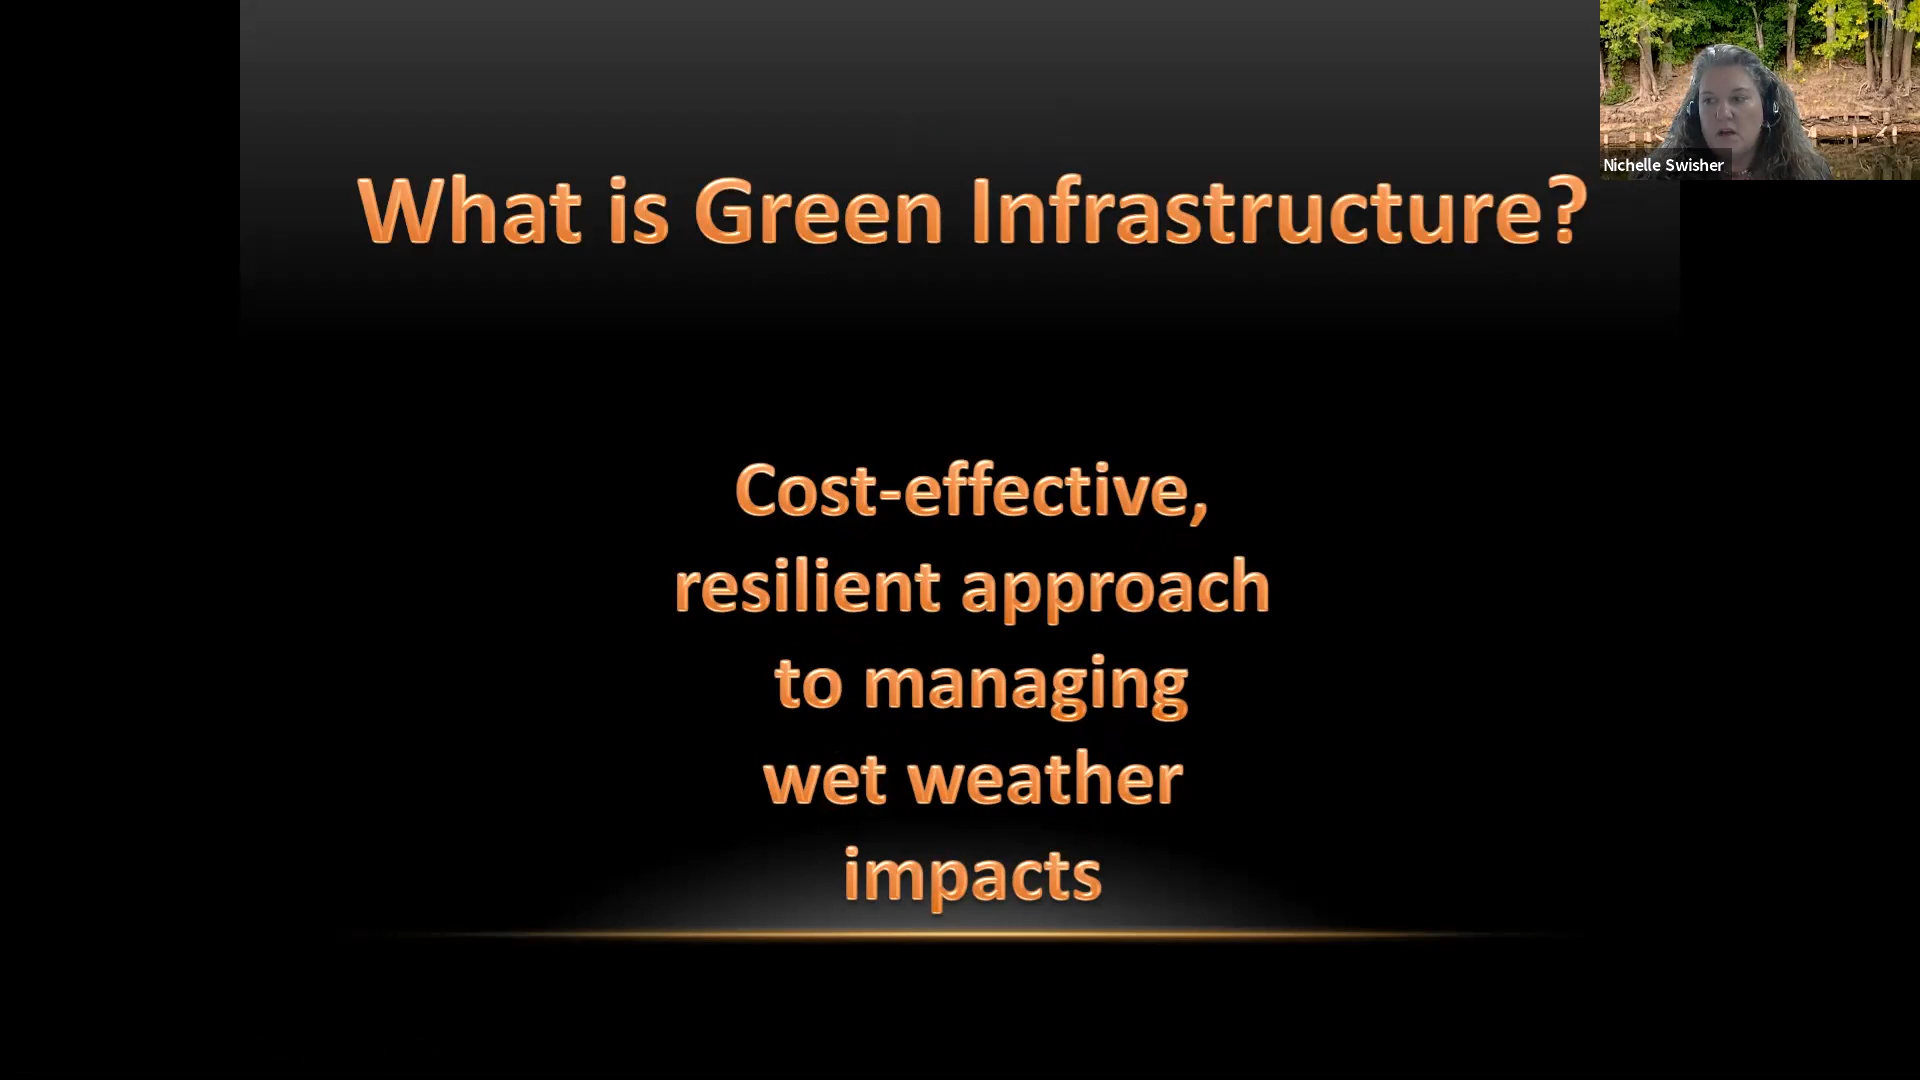 What is Green Infrastructure?
Cost-effective,
resilient approach
to managing
wet weather
impacts
Nichelle Swisher